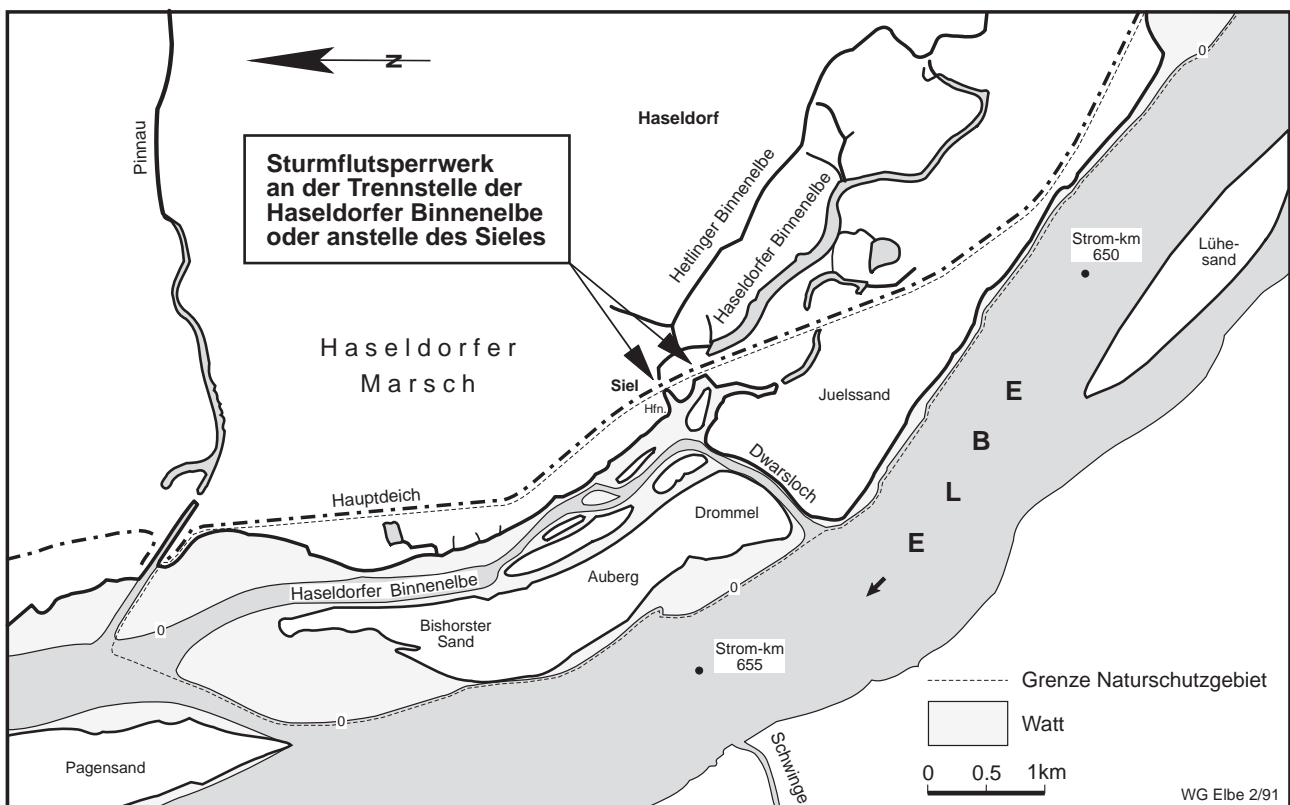 N
Pinnau
Haseldorf
Sturmflutsperrwerk
an der Trennstelle der
Haseldorfer Binnenelbe
oder anstelle des Sieles
Hetlinger Binnenelbe
Haseldorfer Binnenelbe
0
Strom-km
650
Lühe-
sand
Haseldorfer
Marsch
Siel
Hfn.
Juelssand
E
B
L
E
Dwarsloch
Hauptdeich
Drommel
Auberg
Haseldorfer Binnenelbe
0
0
Bishorster
Sand
Strom-km
655
0
Pagensand
Schwinge
Grenze Naturschutzgebiet
Watt
0 0.5 1km
WG Elbe 2/91